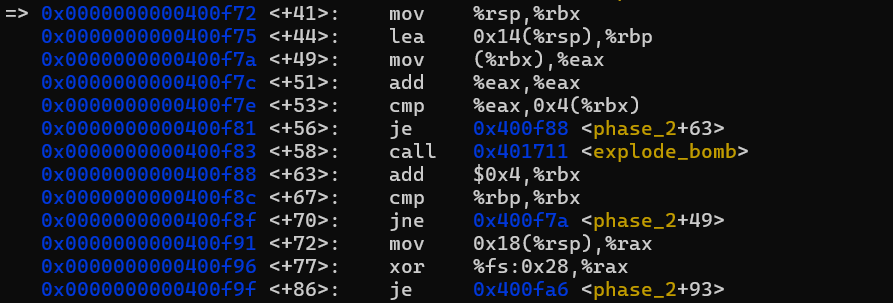 => 0x0000000000400f72 <+41>: mov %rsp,%rbx
0x0000000000400f75 <+44>: lea 0x14(%rsp),%rbp
0x0000000000400f7a <+49>: mov (%rbx),%eax
0x0000000000400f7c <+51>: add %eax,%eax
0x0000000000400f7e <+53>: cmp %eax,0x4(%rbx)
0x0000000000400f81 <+56>: je 0x400f88 <phase_2+63>
0x0000000000400f83 <+58>: call 0x401711 <explode_bomb>
0x0000000000400f88 <+63>: add $0x4,%rbx
0x0000000000400f8c <+67>: cmp %rbp,%rbx
0x0000000000400f8f <+70>: jne 0x400f7a <phase_2+49>
0x0000000000400f91 <+72>: mov 0x18(%rsp),%rax
0x0000000000400f96 <+77>: xor %fs:0x28,%rax
0x0000000000400f9f <+86>: je 0x400fa6 <phase_2+93>